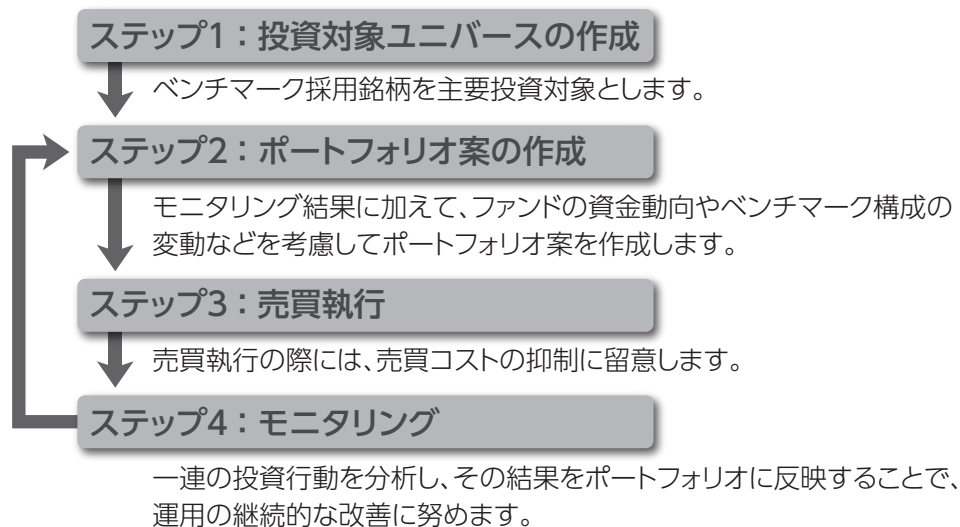 ステップ1：投資対象ユニバースの作成
ベンチマーク採用銘柄を主要投資対象とします。
ステップ2：ポートフォリオ案の作成
モニタリング結果に加えて、ファンドの資金動向やベンチマーク構成の
変動などを考慮してポートフォリオ案を作成します。
ステップ3：売買執行
売買執行の際には、売買コストの抑制に留意します。
ステップ4：モニタリング
一連の投資行動を分析し、その結果をポートフォリオに反映することで、
運用の継続的な改善に努めます。